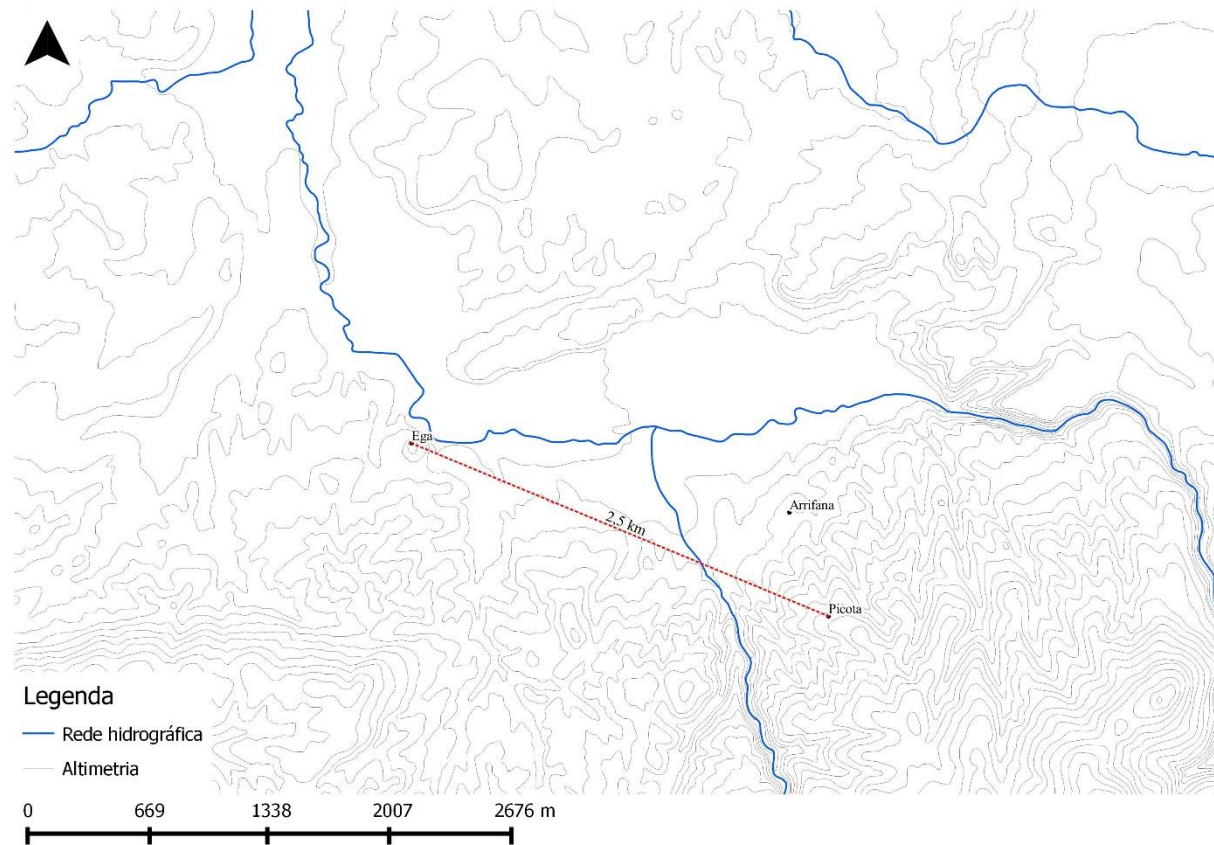 Ega
Arrifana
2,5 km
Picota
Legenda
Rede hidrográfica
Altimetria
0 669 1338 2007 2676 m